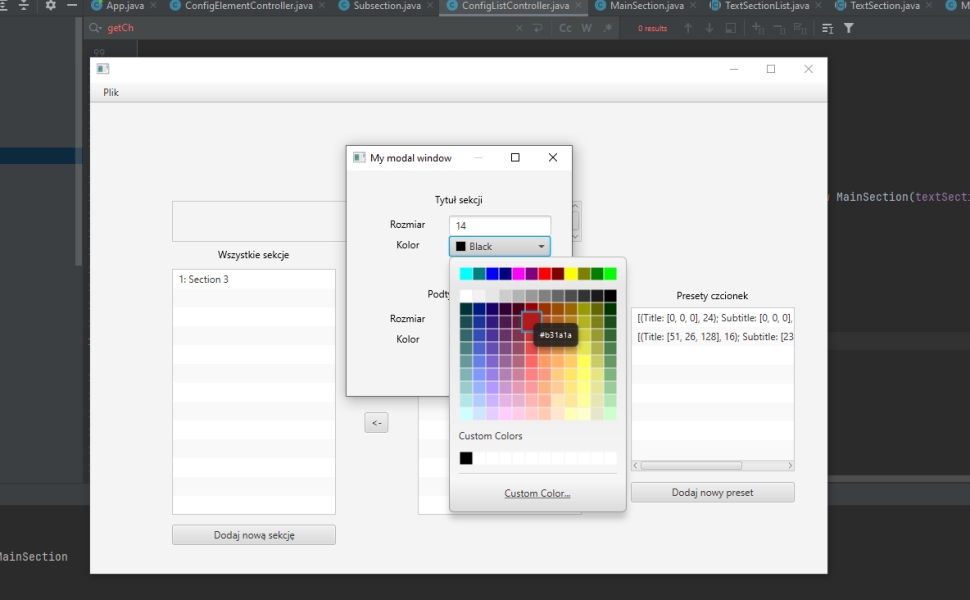 App.java
ConfigElementController.java
Subsection.java
ConfigListController.java
MainSection.java
TextSectionList.java
TextSection.java
getCh
Cc
W
.*
0 results
99
Plik
MainSection(textSecti
My modal window
Tytuł sekcji
Rozmiar
14
Kolor
Black
Wszystkie sekcje
1: Section 3
Podty
Rozmiar
Kolor
#b31a1a
Presety czcionek
[(Title: [0, 0, 0], 24); Subtitle: [0, 0, 0],
[(Title: [51, 26, 128], 16); Subtitle: [23
<-
Custom Colors
Custom Color...
Dodaj nowy preset
Dodaj nową sekcję
MainSection